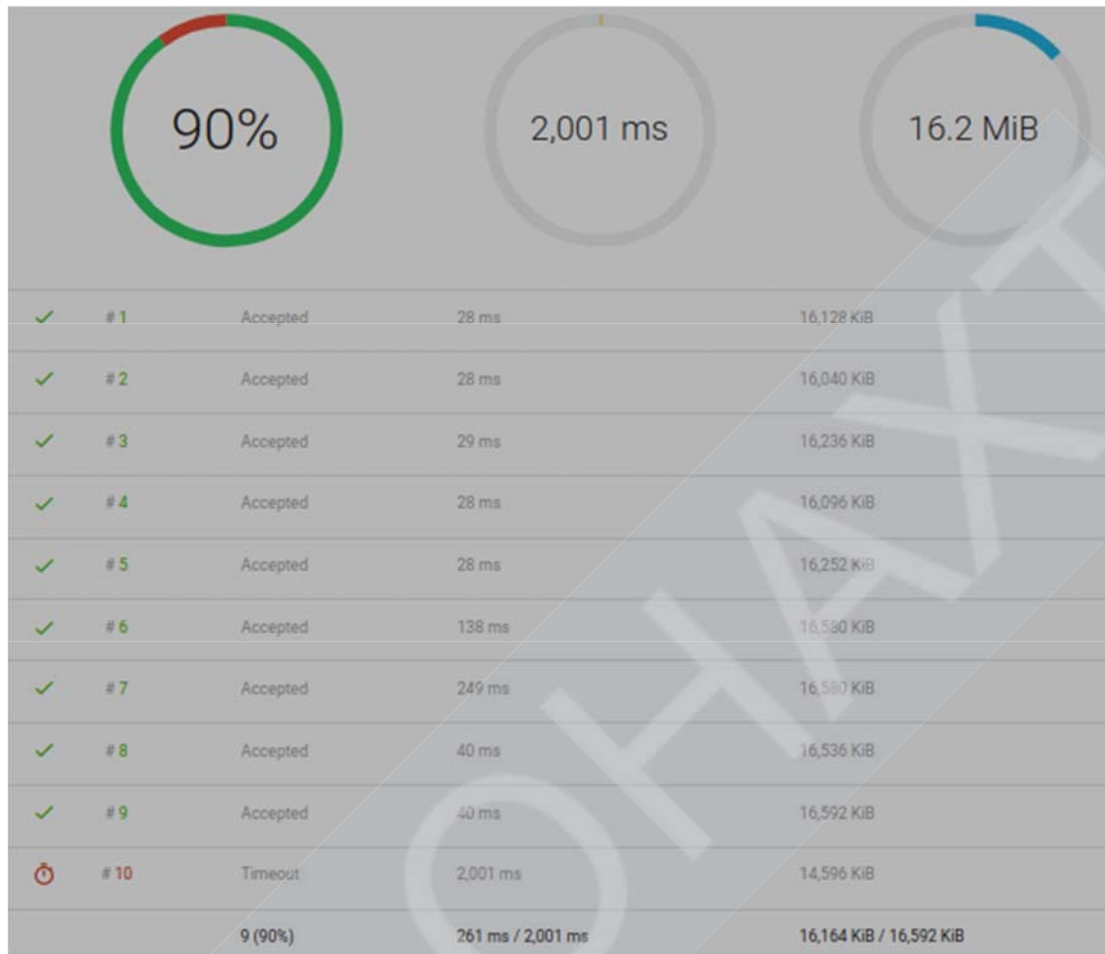 90% 2,001 ms 16.2 MiB
# 1 Accepted 28 ms 16,128 KiB
# 2 Accepted 28 ms 16,040 KiB
# 3 Accepted 29 ms 16,236 KiB
# 4 Accepted 28 ms 16,096 KiB
# 5 Accepted 28 ms 16,252 KiB
# 6 Accepted 138 ms 16,580 KiB
# 7 Accepted 249 ms 16,580 KiB
# 8 Accepted 40 ms 16,536 KiB
# 9 Accepted 40 ms 16,592 KiB
# 10 Timeout 2,001 ms 14,596 KiB
9 (90%) 261 ms / 2,001 ms 16,164 KiB / 16,592 KiB
OHAXT